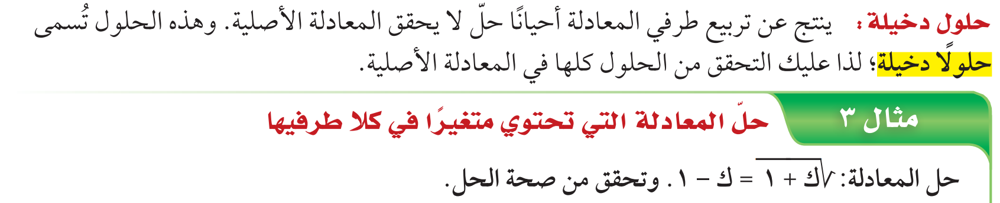 حلول دخيلة : ينتج عن تربيع طرفي المعادلة أحيانًا حلّ لا يحقق المعادلة الأصلية. وهذه الحلول تُسمى
حلولًا دخيلة؛ لذا عليك التحقق من الحلول كلها في المعادلة الأصلية.
مثال ٣ حلّ المعادلة التي تحتوي متغيرًا في كلا طرفيها
حل المعادلة: √ك + ١ = ك − ١ . وتحقق من صحة الحل.